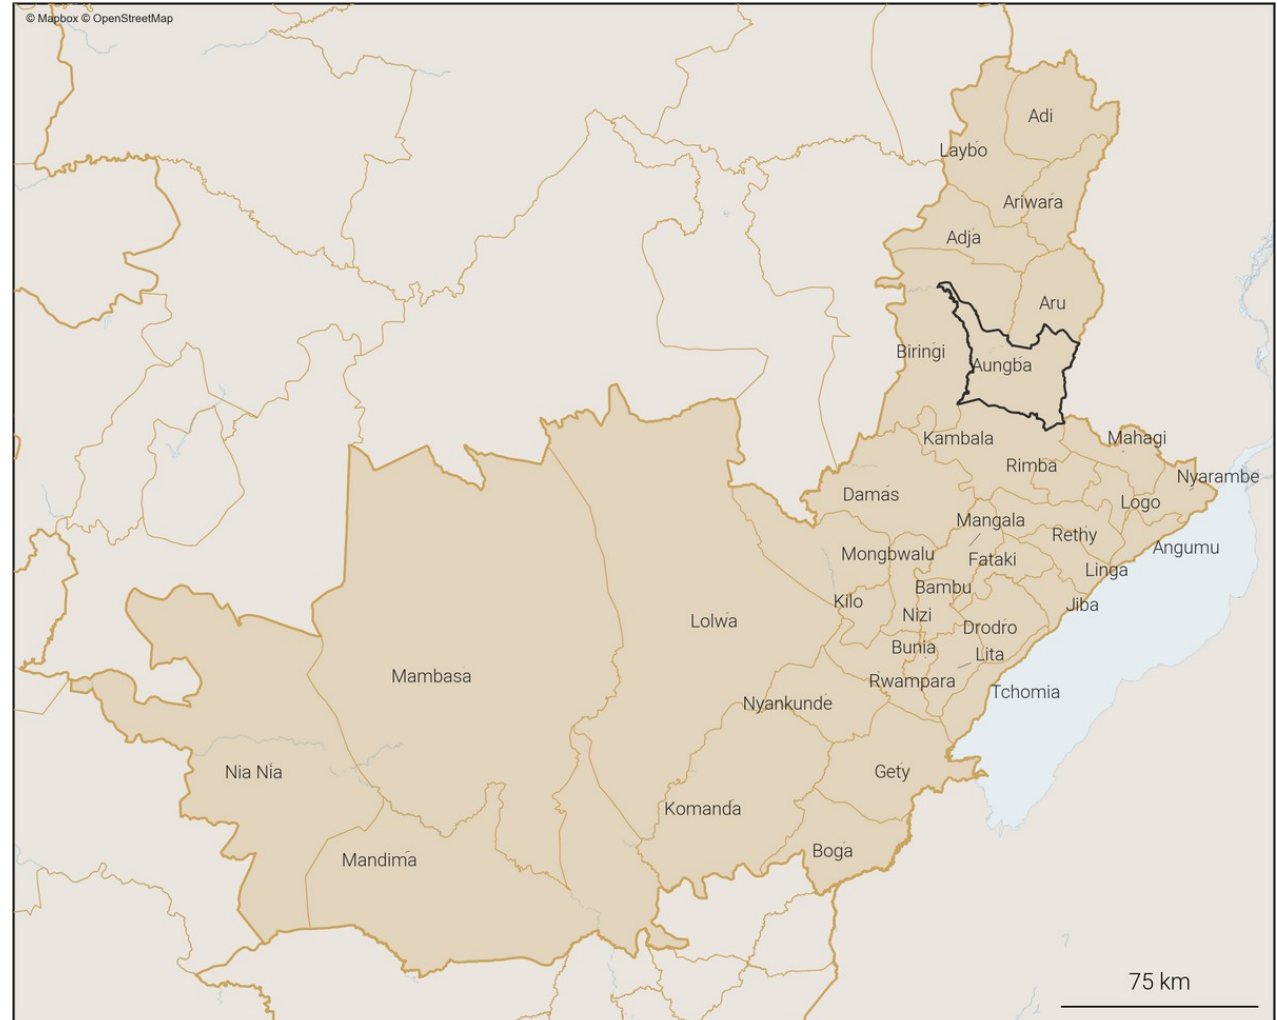 © Mapbox © OpenStreetMap
Adi
Laybo
Ariwara
Adja
Aru
Biringi
Aungba
Kambala
Mahagi
Rimba
Nyarambe
Damas
Logo
Mangala
Rethy
Angumu
Mongbwalu
Fataki
Linga
Bambu
Kilo
Jiba
Nizi
Lolwa
Drodro
Bunia
Lita
Mambasa
Rwampara
Tchomia
Nyankunde
Nia Nia
Gety
Komanda
Boga
Mandima
75 km